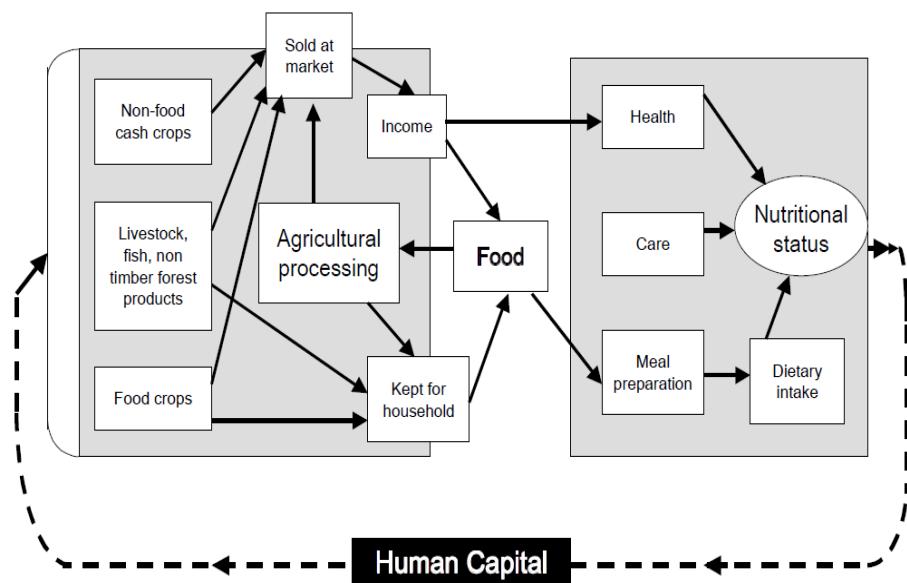 Sold at
market
Non-food
cash crops
Income
Health
Livestock,
fish, non
timber forest
products
Agricultural
processing
Food
Care
Nutritional
status
Food crops
Kept for
household
Meal
preparation
Dietary
intake
Human Capital